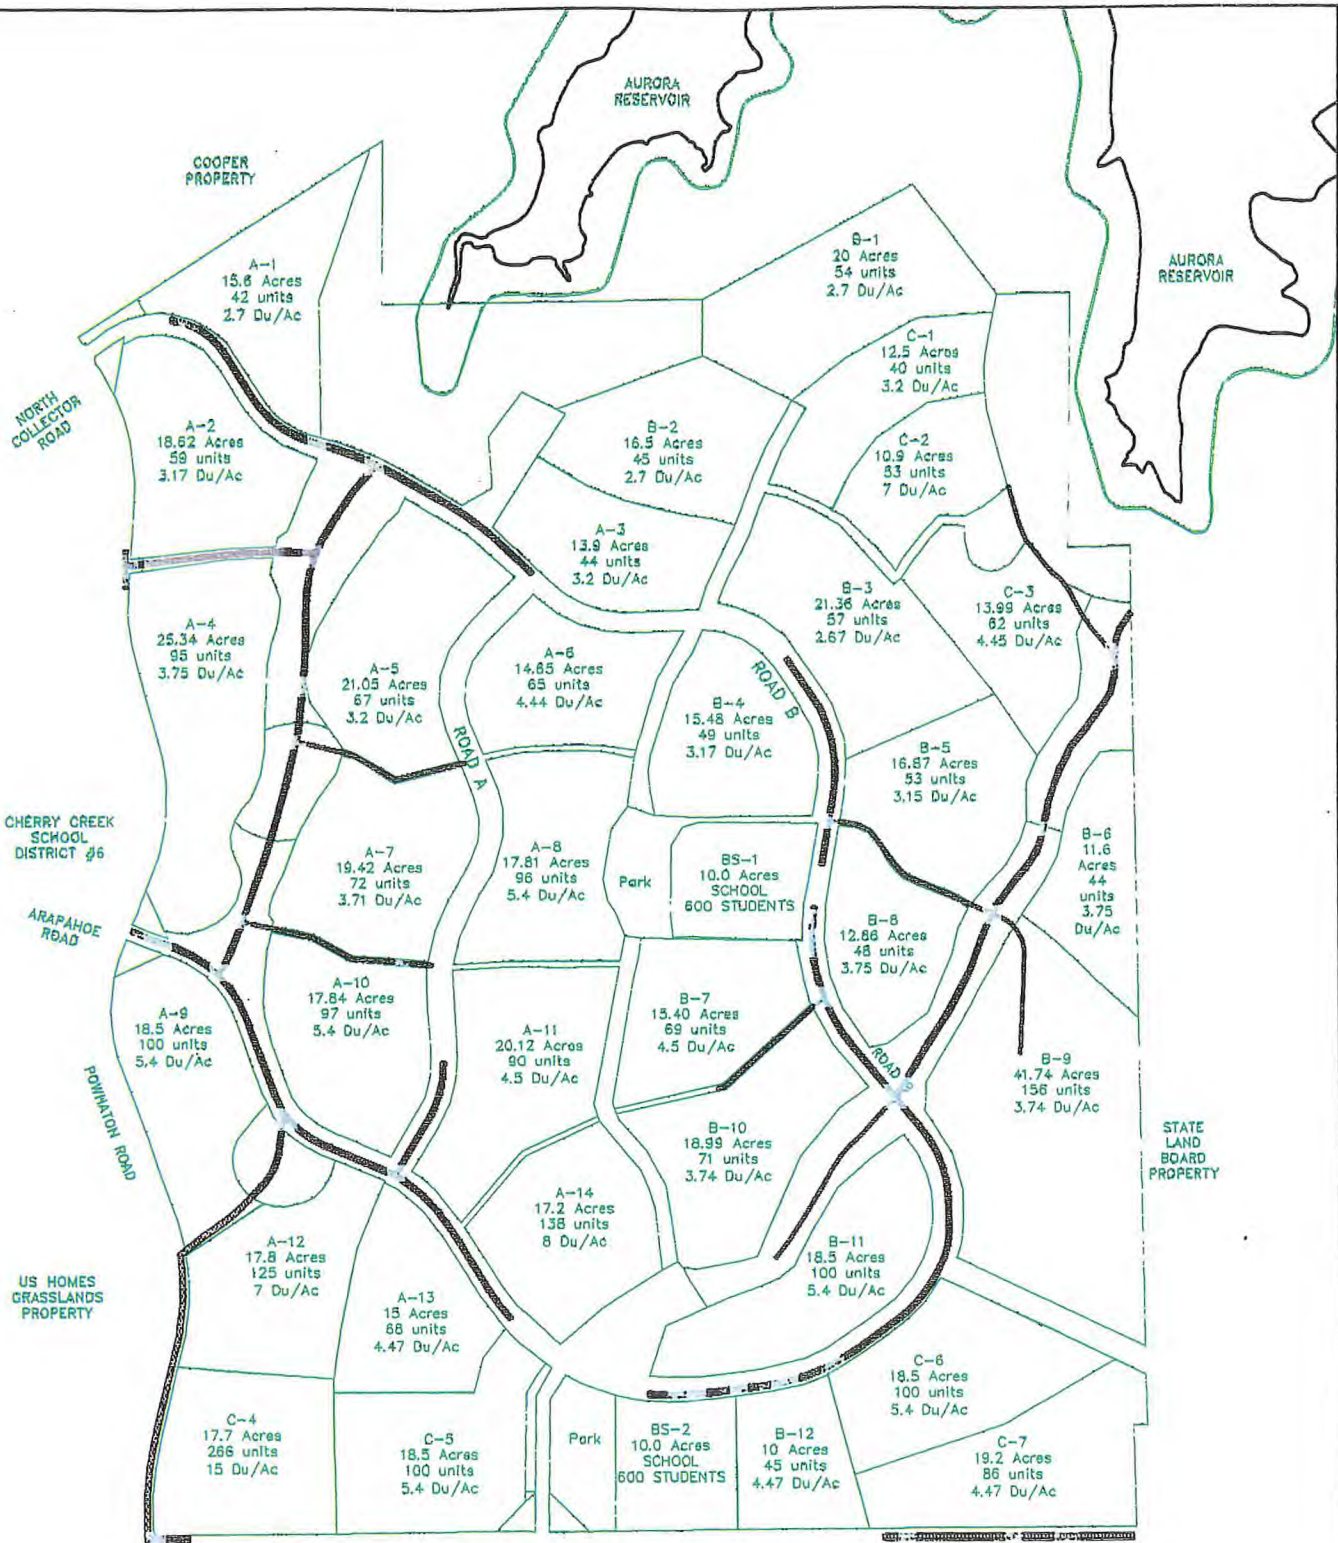 AURORA
RESERVOIR
COOPER
PROPERTY
B-1
20 Acres
54 units
2.7 Du/Ac
AURORA
RESERVOIR
A-1
15.6 Acres
42 units
2.7 Du/Ac
C-1
12.5 Acres
40 units
3.2 Du/Ac
NORTH
COLLECTOR
ROAD
A-2
18.62 Acres
59 units
3.17 Du/Ac
B-2
16.5 Acres
45 units
2.7 Du/Ac
C-2
10.9 Acres
53 units
7 Du/Ac
A-3
13.9 Acres
44 units
3.2 Du/Ac
B-3
21.36 Acres
57 units
2.67 Du/Ac
C-3
13.99 Acres
62 units
4.45 Du/Ac
A-4
25.34 Acres
95 units
3.75 Du/Ac
A-5
21.05 Acres
67 units
3.2 Du/Ac
A-6
14.65 Acres
65 units
4.44 Du/Ac
ROAD B
B-4
15.48 Acres
49 units
3.17 Du/Ac
ROAD A
B-5
16.87 Acres
53 units
3.15 Du/Ac
CHERRY CREEK
SCHOOL
DISTRICT #6
A-7
19.42 Acres
72 units
3.71 Du/Ac
A-8
17.81 Acres
96 units
5.4 Du/Ac
Park
BS-1
10.0 Acres
SCHOOL
600 STUDENTS
B-6
11.6
Acres
44
units
3.75
Du/Ac
ARAPAHOE
ROAD
B-8
12.86 Acres
48 units
3.75 Du/Ac
A-9
18.5 Acres
100 units
5.4 Du/Ac
A-10
17.84 Acres
97 units
5.4 Du/Ac
A-11
20.12 Acres
90 units
4.5 Du/Ac
B-7
15.40 Acres
69 units
4.5 Du/Ac
ROAD
B-9
41.74 Acres
156 units
3.74 Du/Ac
POWHATON ROAD
B-10
18.99 Acres
71 units
3.74 Du/Ac
STATE
LAND
BOARD
PROPERTY
A-14
17.2 Acres
138 units
8 Du/Ac
A-12
17.8 Acres
125 units
7 Du/Ac
B-11
18.5 Acres
100 units
5.4 Du/Ac
US HOMES
GRASSLANDS
PROPERTY
A-13
15 Acres
68 units
4.47 Du/Ac
C-6
18.5 Acres
100 units
5.4 Du/Ac
C-4
17.7 Acres
266 units
15 Du/Ac
C-5
18.5 Acres
100 units
5.4 Du/Ac
Park
BS-2
10.0 Acres
SCHOOL
600 STUDENTS
B-12
10 Acres
45 units
4.47 Du/Ac
C-7
19.2 Acres
86 units
4.47 Du/Ac